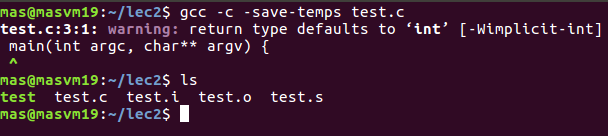 mas@masvm19:~/lec2$ gcc -c -save-temps test.c
test.c:3:1: warning: return type defaults to ‘int’ [-Wimplicit-int]
 main(int argc, char** argv) {
 ^
mas@masvm19:~/lec2$ ls
test  test.c  test.i  test.o  test.s
mas@masvm19:~/lec2$